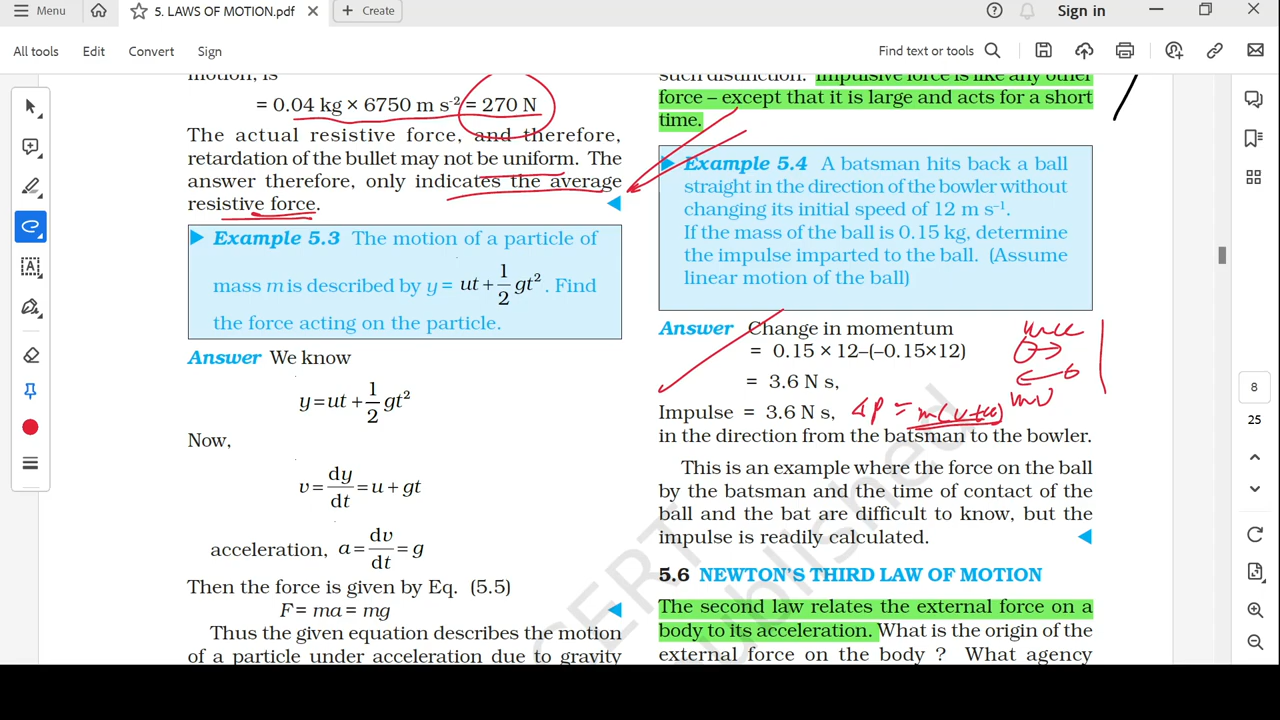 Menu
5. LAWS OF MOTION.pdf
Create
Sign in
All tools
Edit
Convert
Sign
Find text or tools
motion, is
= 0.04 kg × 6750 m s⁻² = 270 N
The actual resistive force, and therefore,
retardation of the bullet may not be uniform. The
answer therefore, only indicates the average
resistive force.
Example 5.3 The motion of a particle of
mass m is described by y = ut + 1/2 gt². Find
the force acting on the particle.
Answer We know
y = ut + 1/2 gt²
Now,
v = dy/dt = u + gt
acceleration, a = dv/dt = g
Then the force is given by Eq. (5.5)
F = ma = mg
Thus the given equation describes the motion
of a particle under acceleration due to gravity
such distinction. Impulsive force is like any other
force – except that it is large and acts for a short
time.
Example 5.4 A batsman hits back a ball
straight in the direction of the bowler without
changing its initial speed of 12 m s⁻¹.
If the mass of the ball is 0.15 kg, determine
the impulse imparted to the ball. (Assume
linear motion of the ball)
Answer Change in momentum
= 0.15 × 12–(–0.15×12)
= 3.6 N s,
mu
mv
Impulse = 3.6 N s, Δp = m(v+u)
in the direction from the batsman to the bowler.
This is an example where the force on the ball
by the batsman and the time of contact of the
ball and the bat are difficult to know, but the
impulse is readily calculated.
5.6 NEWTON'S THIRD LAW OF MOTION
The second law relates the external force on a
body to its acceleration. What is the origin of the
external force on the body ? What agency
8
25